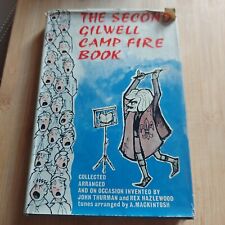 THE SECOND
GILWELL
CAMP FIRE
BOOK
COLLECTED
ARRANGED
AND ON OCCASION INVENTED BY
JOHN THURMAN AND REX HAZLEWOOD
tunes arranged by A. MACKINTOSH